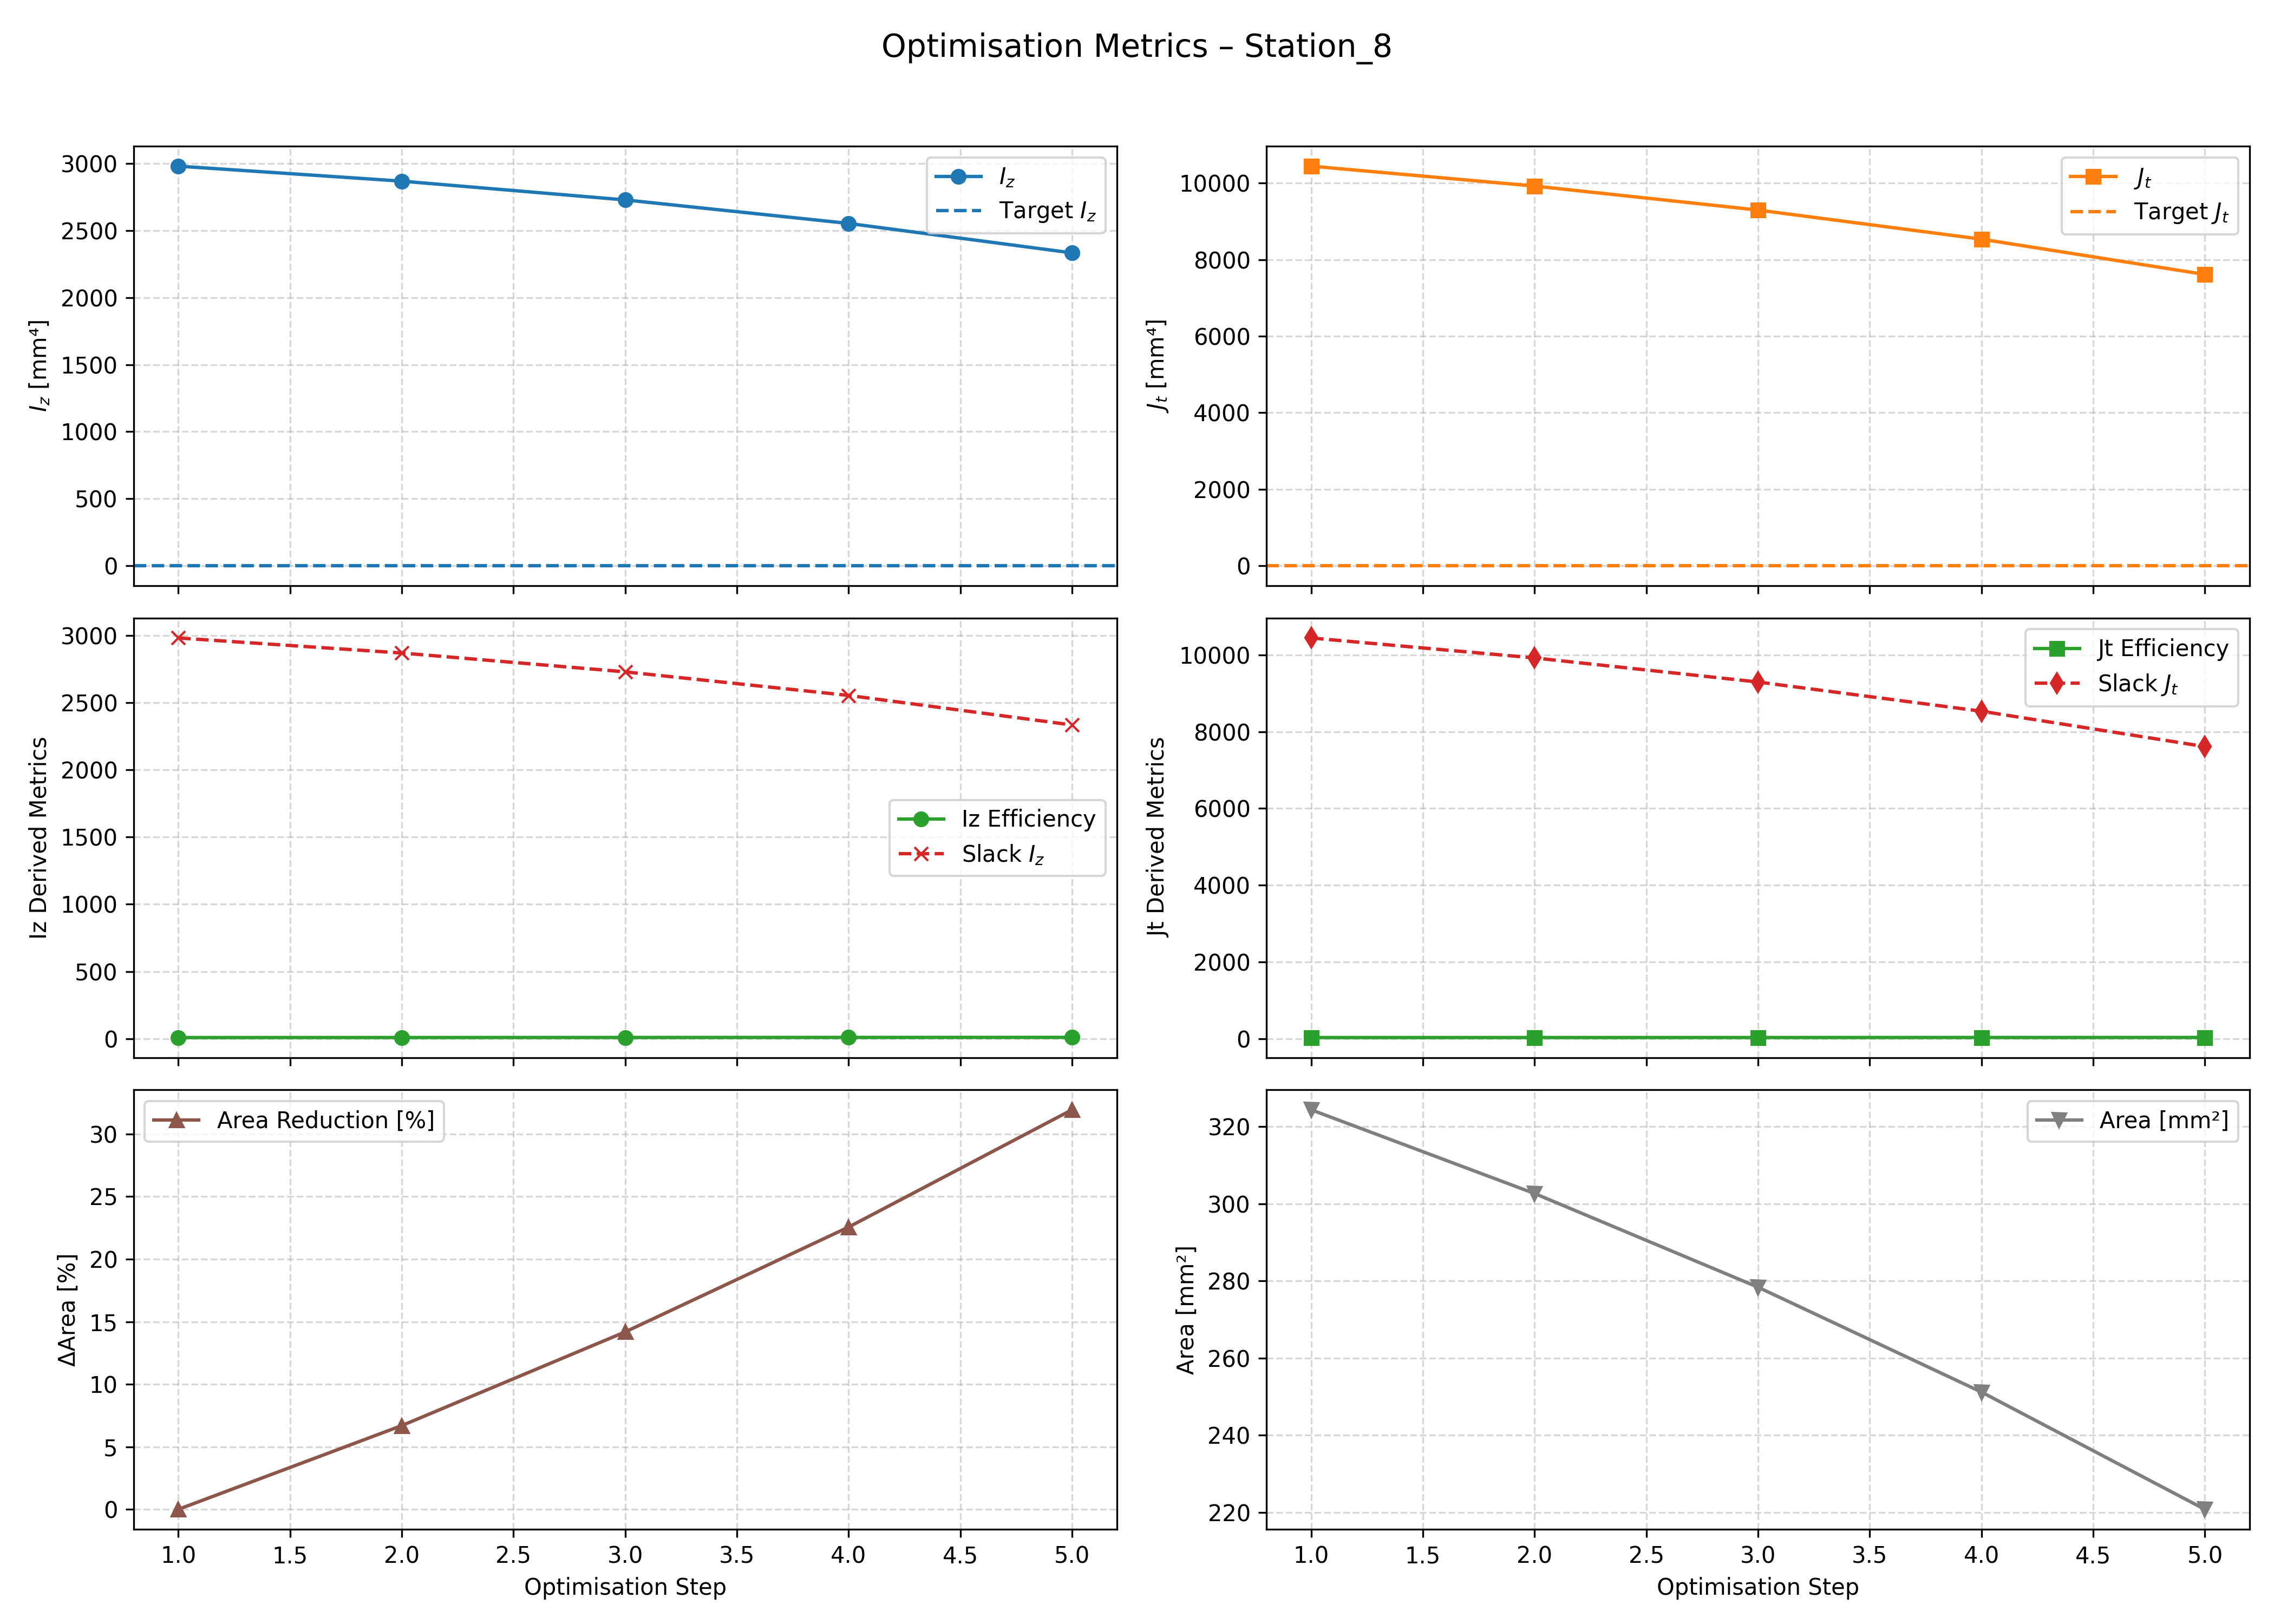 Optimisation Metrics – Station_8
3000
2500
2000
1500
1000
500
0
I_z [mm⁴]
I_z
Target I_z
10000
8000
6000
4000
2000
0
J_t [mm⁴]
J_t
Target J_t
3000
2500
2000
1500
1000
500
0
Iz Derived Metrics
Iz Efficiency
Slack I_z
10000
8000
6000
4000
2000
0
Jt Derived Metrics
Jt Efficiency
Slack J_t
30
25
20
15
10
5
0
ΔArea [%]
Area Reduction [%]
1.0 1.5 2.0 2.5 3.0 3.5 4.0 4.5 5.0
Optimisation Step
320
300
280
260
240
220
Area [mm²]
Area [mm²]
1.0 1.5 2.0 2.5 3.0 3.5 4.0 4.5 5.0
Optimisation Step